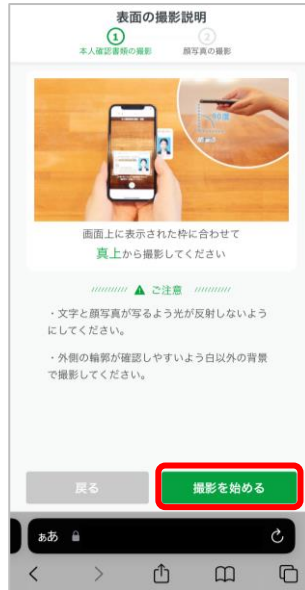 表面の撮影説明
1
2
本人確認書類の撮影
顔写真の撮影
画面上に表示された枠に合わせて
真上から撮影してください
ご注意
・文字と顔写真が写るよう光が反射しないよう
にしてください。
・外側の輪郭が確認しやすいよう白以外の背景
で撮影してください。
戻る
撮影を始める
ああ